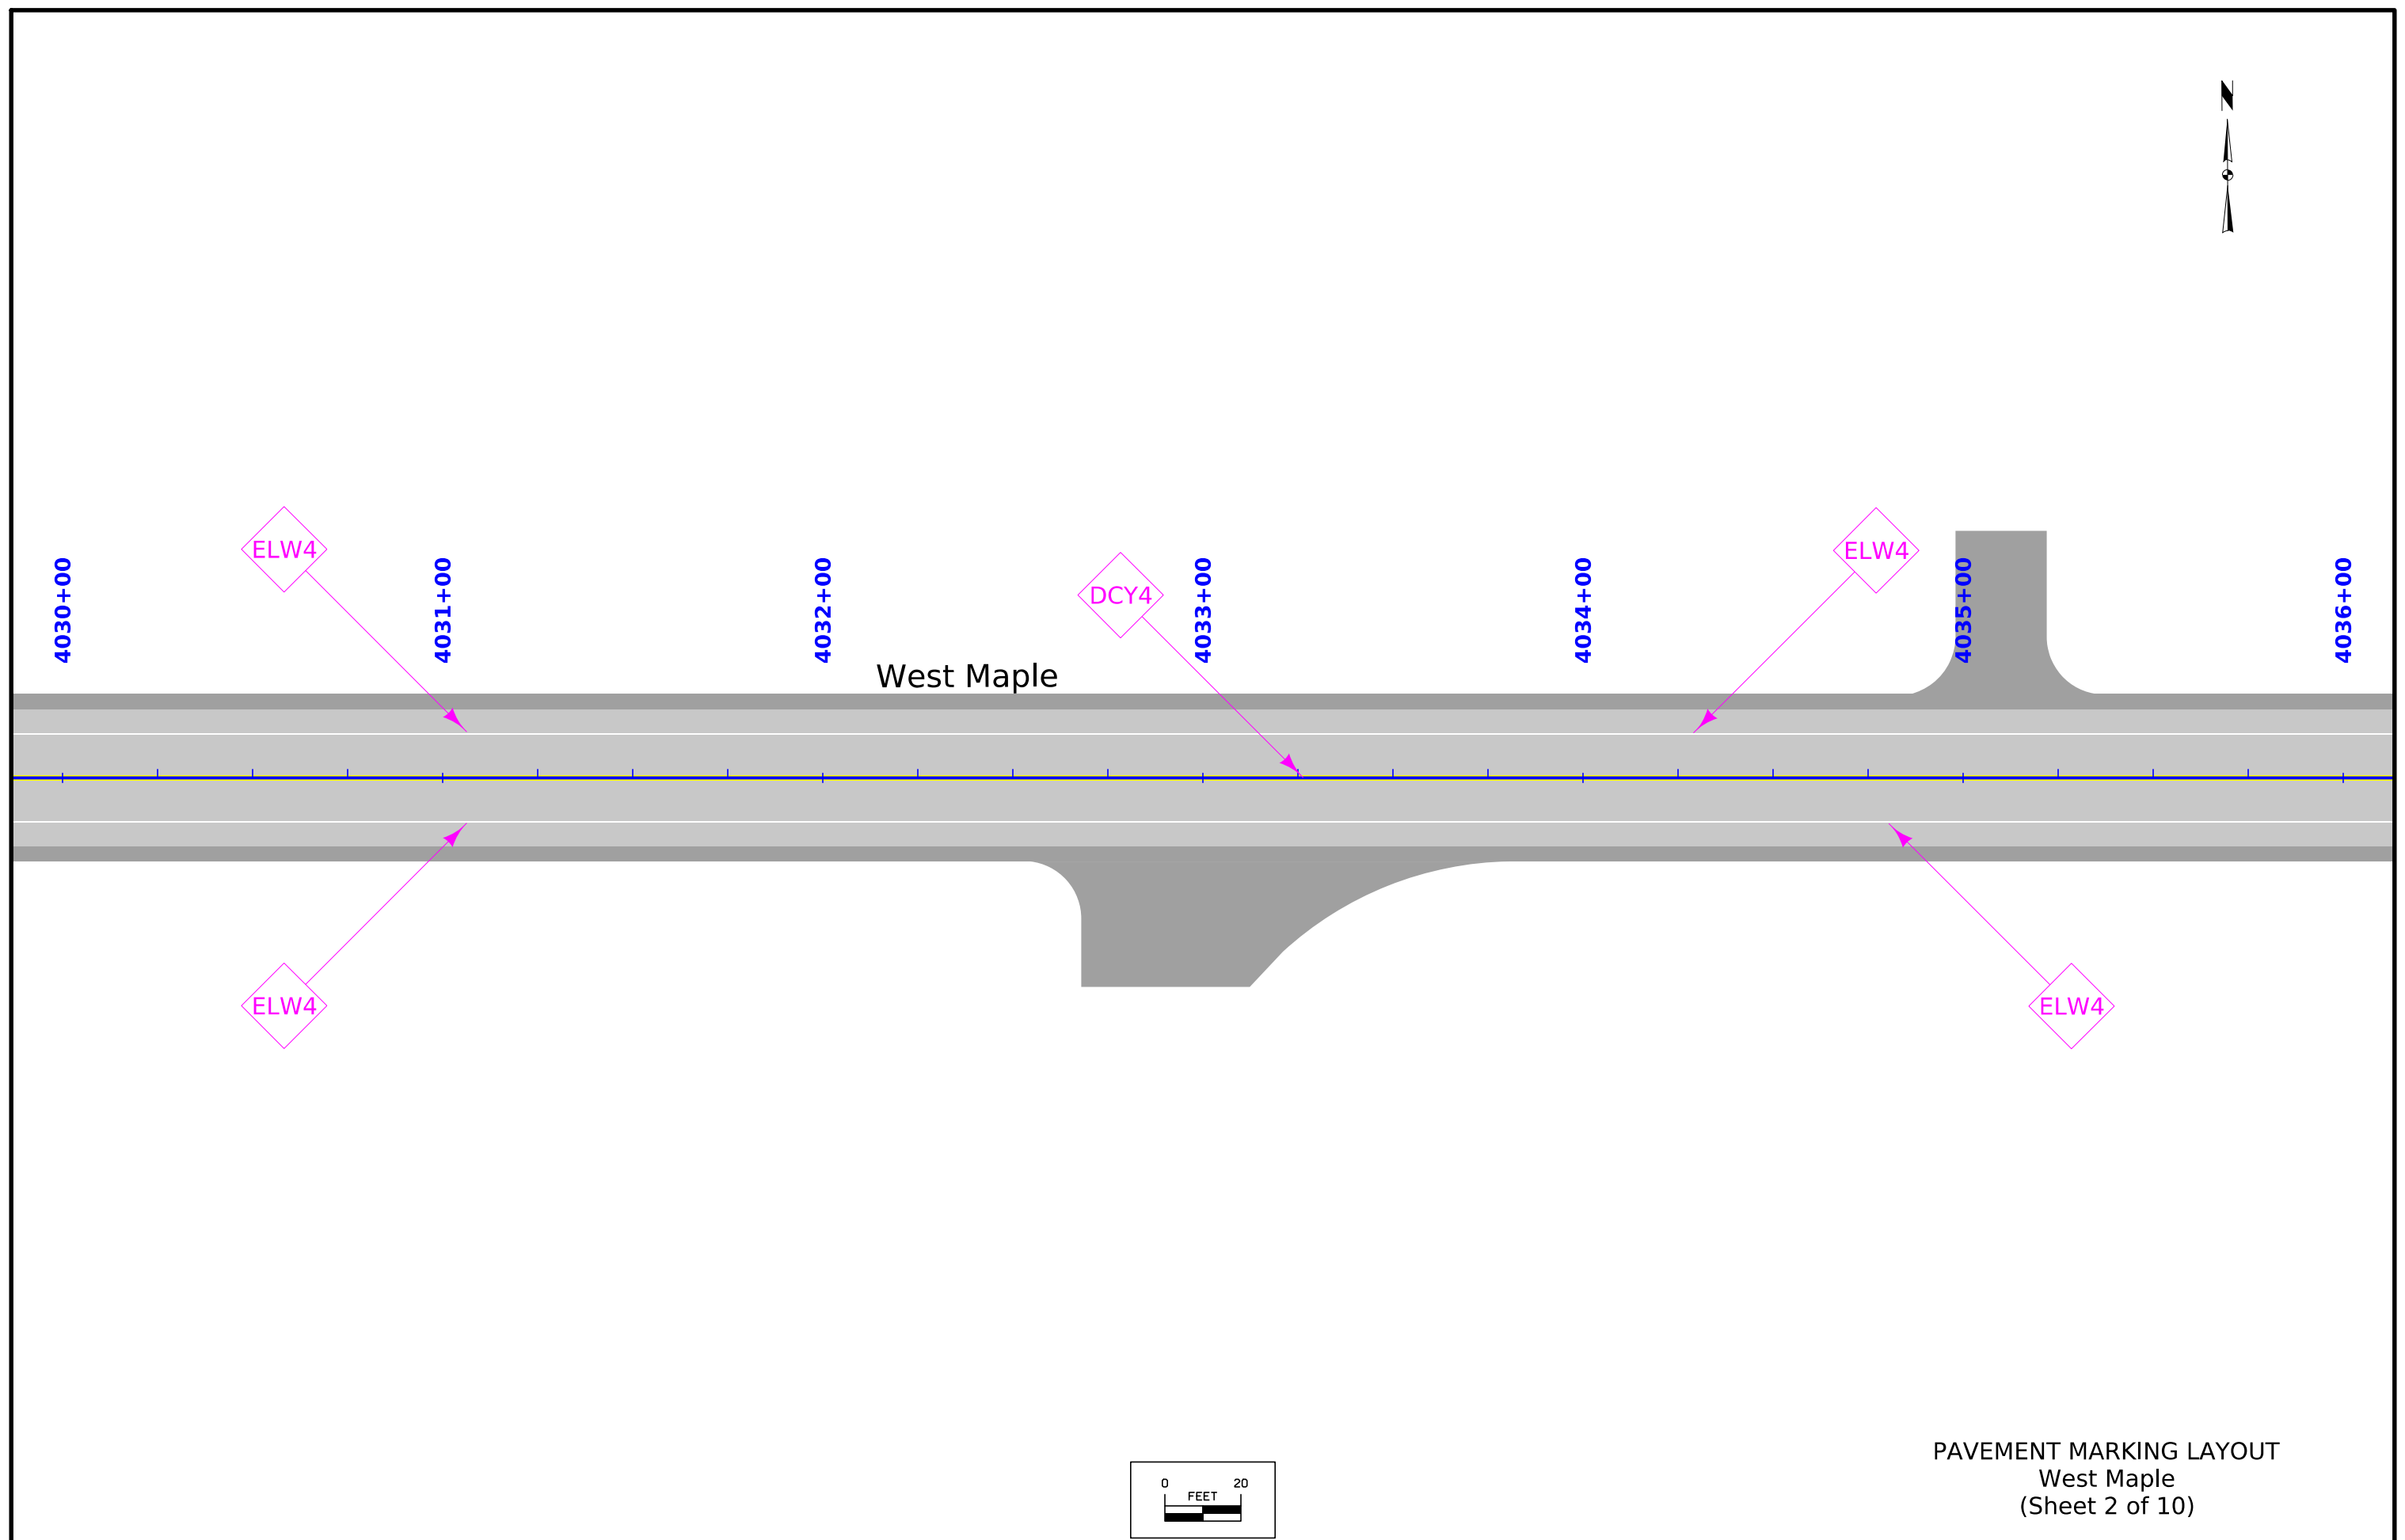 N
ELW4
ELW4
DCY4
4030+00
4031+00
4032+00
4033+00
4034+00
4035+00
4036+00
West Maple
ELW4
ELW4
PAVEMENT MARKING LAYOUT
West Maple
(Sheet 2 of 10)
0 20
FEET